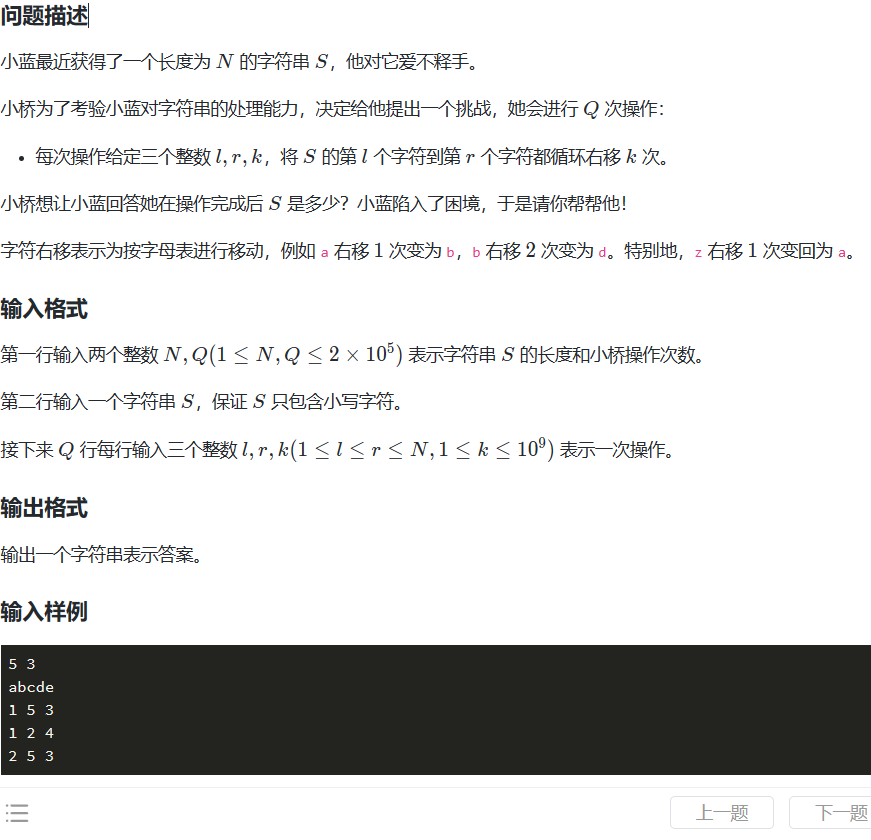 问题描述
小蓝最近获得了一个长度为 N 的字符串 S，他对它爱不释手。
小桥为了考验小蓝对字符串的处理能力，决定给他提出一个挑战，她会进行 Q 次操作：
• 每次操作给定三个整数 l, r, k，将 S 的第 l 个字符到第 r 个字符都循环右移 k 次。
小桥想让小蓝回答她在操作完成后 S 是多少？小蓝陷入了困境，于是请你帮帮他！
字符右移表示为按字母表进行移动，例如 a 右移 1 次变为 b，b 右移 2 次变为 d。特别地，z 右移 1 次变回为 a。
输入格式
第一行输入两个整数 N, Q(1 ≤ N, Q ≤ 2 × 10⁵) 表示字符串 S 的长度和小桥操作次数。
第二行输入一个字符串 S，保证 S 只包含小写字符。
接下来 Q 行每行输入三个整数 l, r, k(1 ≤ l ≤ r ≤ N, 1 ≤ k ≤ 10⁹) 表示一次操作。
输出格式
输出一个字符串表示答案。
输入样例
5 3
abcde
1 5 3
1 2 4
2 5 3
上一题
下一题